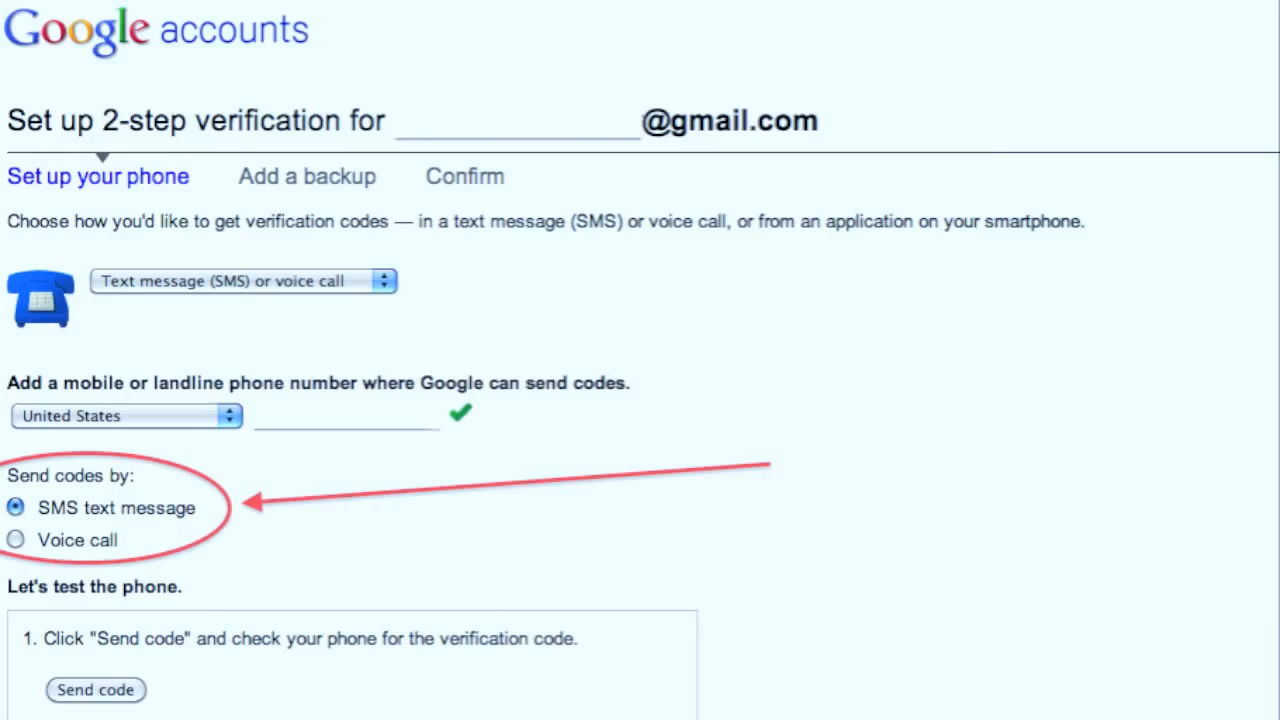 Google accounts
Set up 2-step verification for @gmail.com
Set up your phone Add a backup Confirm
Choose how you'd like to get verification codes — in a text message (SMS) or voice call, or from an application on your smartphone.
Text message (SMS) or voice call
Add a mobile or landline phone number where Google can send codes.
United States
Send codes by:
SMS text message
Voice call
Let's test the phone.
1. Click "Send code" and check your phone for the verification code.
Send code